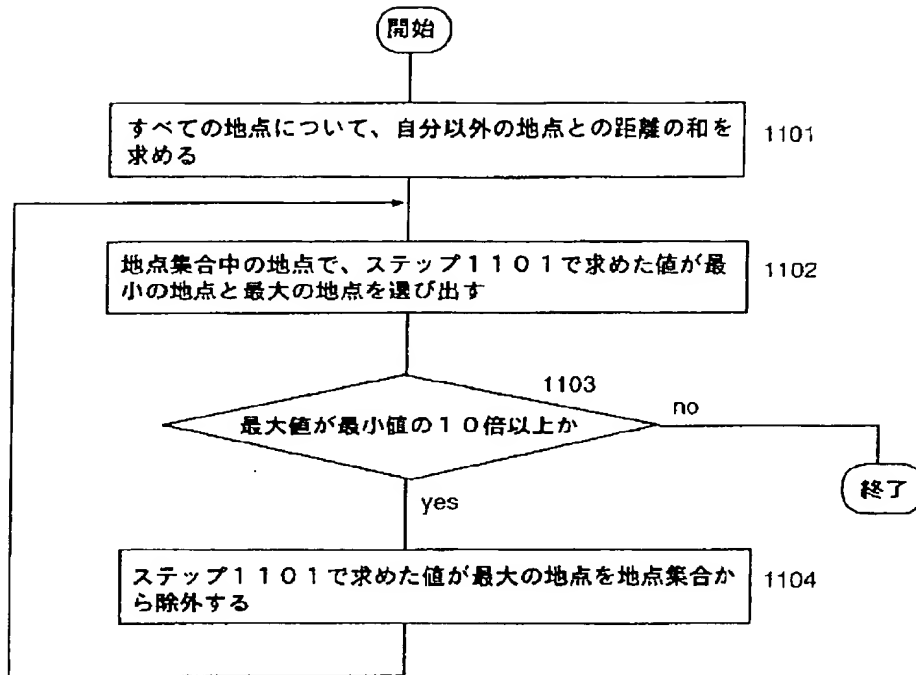 開始
すべての地点について、自分以外の地点との距離の和を
求める
1101
地点集合中の地点で、ステップ１１０１で求めた値が最
小の地点と最大の地点を選び出す
1102
1103
最大値が最小値の１０倍以上か
no
終了
yes
ステップ１１０１で求めた値が最大の地点を地点集合か
ら除外する
1104